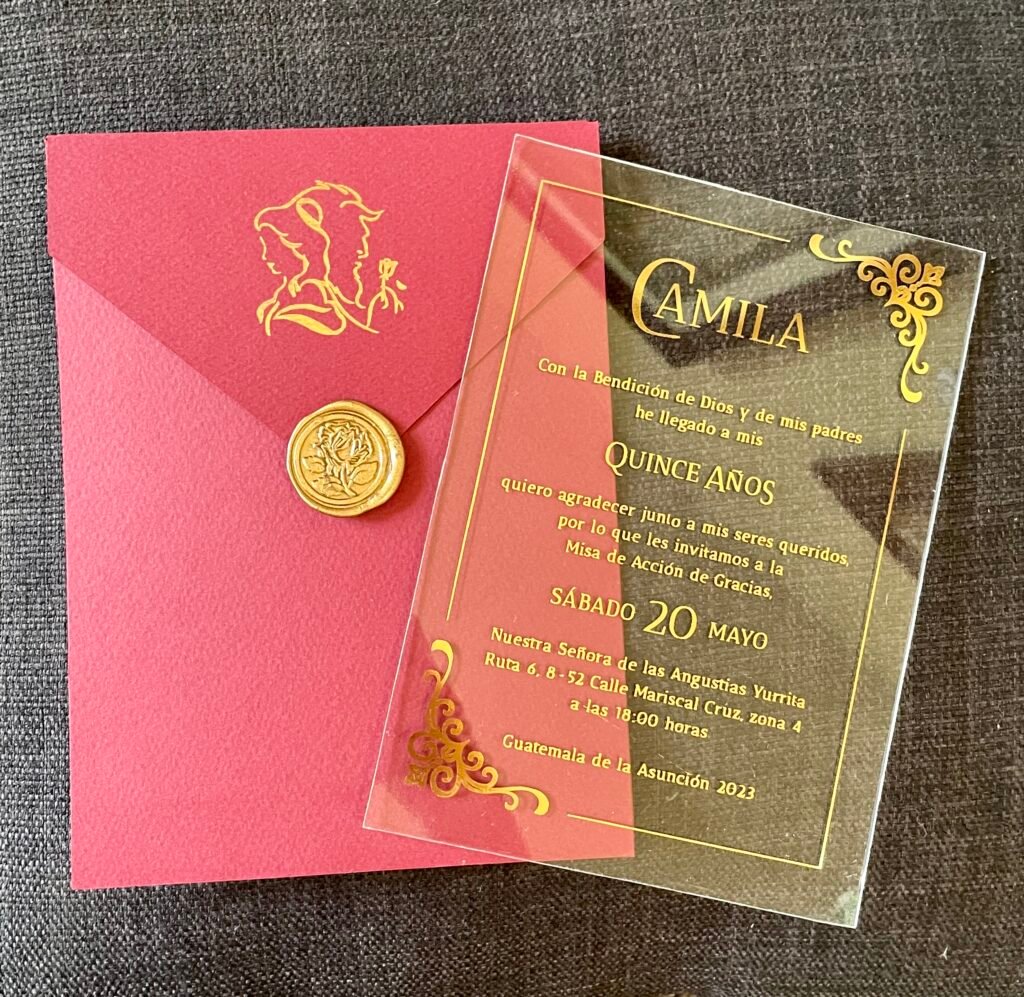 CAMILA
Con la Bendición de Dios y de mis padres
he llegado a mis
QUINCE AÑOS
quiero agradecer junto a mis seres queridos,
por lo que les invitamos a la
Misa de Acción de Gracias,
SÁBADO 20 MAYO
Nuestra Señora de las Angustias Yurrita
Ruta 6, 8-52 Calle Mariscal Cruz, zona 4
a las 18:00 horas
Guatemala de la Asunción 2023